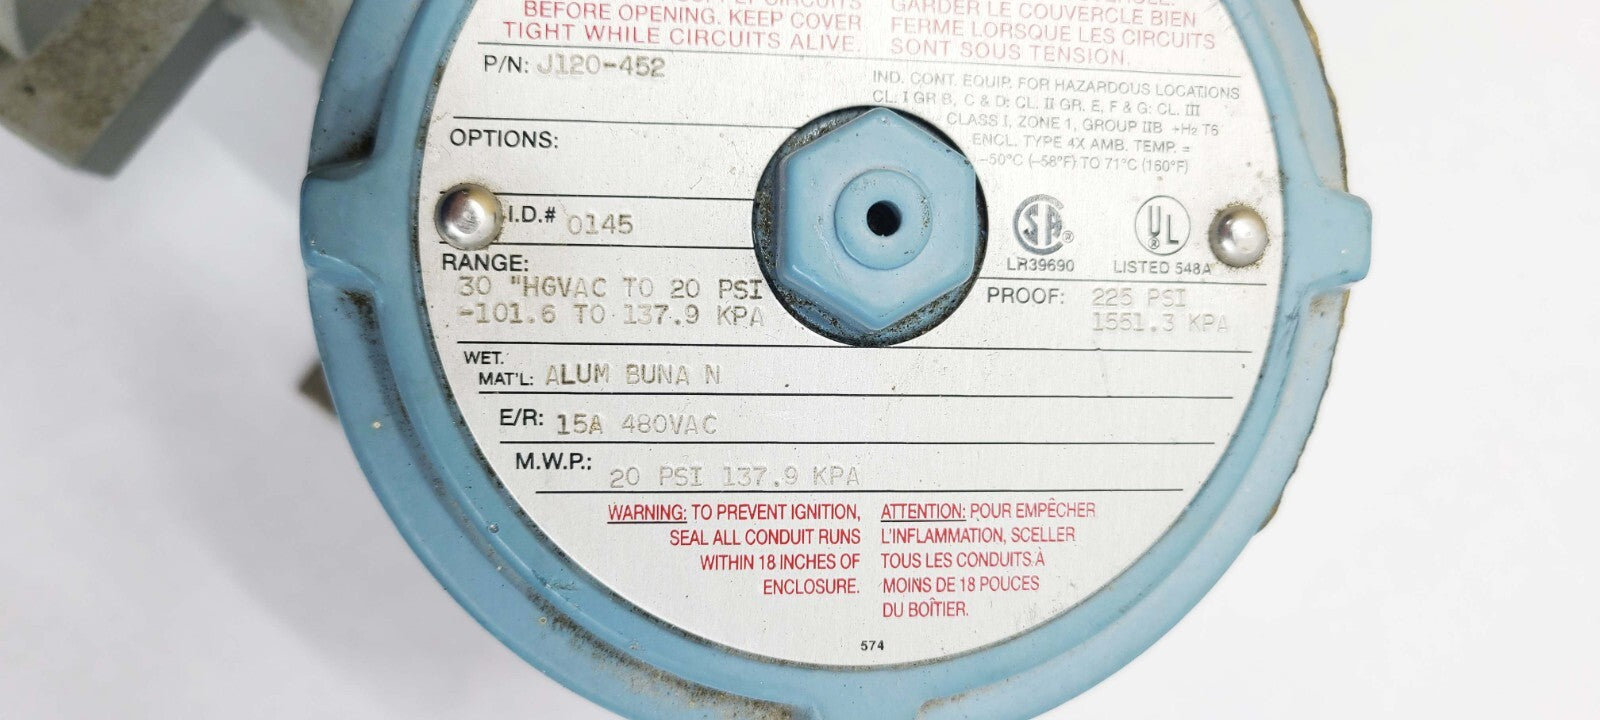 BEFORE OPENING. KEEP COVER
TIGHT WHILE CIRCUITS ALIVE.
GARDER LE COUVERCLE BIEN
FERME LORSQUE LES CIRCUITS
SONT SOUS TENSION.
P/N: J120-452
IND. CONT. EQUIP. FOR HAZARDOUS LOCATIONS
CL. I GR B, C & D: CL. II GR. E, F & G: CL. III
CLASS I, ZONE 1, GROUP IIB +H₂ T6
ENCL. TYPE 4X AMB. TEMP. =
-50°C (-58°F) TO 71°C (160°F)
OPTIONS:
I.D.# 0145
SA ®
LR39690
UL ®
LISTED 548A
RANGE:
30 "HGVAC TO 20 PSI
-101.6 TO 137.9 KPA
PROOF: 225 PSI
1551.3 KPA
WET.
MAT'L: ALUM BUNA N
E/R: 15A 480VAC
M.W.P.: 20 PSI 137.9 KPA
WARNING: TO PREVENT IGNITION,
SEAL ALL CONDUIT RUNS
WITHIN 18 INCHES OF
ENCLOSURE.
ATTENTION: POUR EMPÊCHER
L'INFLAMMATION, SCELLER
TOUS LES CONDUITS À
MOINS DE 18 POUCES
DU BOÎTIER.
574